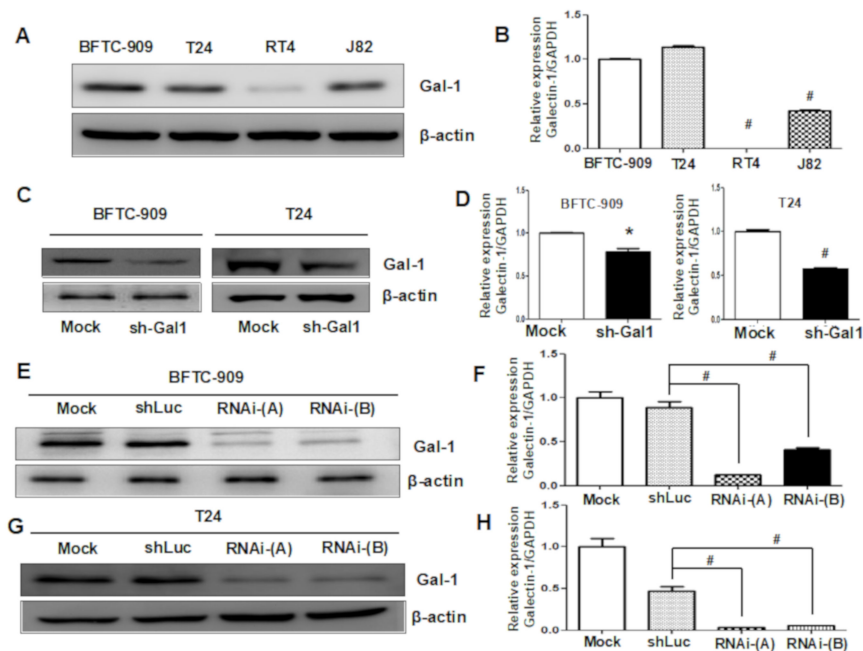 A
BFTC-909 T24 RT4 J82
Gal-1
β-actin
B
Relative expression
Galectin-1/GAPDH
1.5
1.0
0.5
0.0
#
#
BFTC-909 T24 RT4 J82
C
BFTC-909 T24
Gal-1
β-actin
Mock sh-Gal1 Mock sh-Gal1
D
Relative expression
Galectin-1/GAPDH
BFTC-909
1.5
1.0
0.5
0.0
*
Mock sh-Gal1
Relative expression
Galectin-1/GAPDH
T24
1.5
1.0
0.5
0.0
#
Mock sh-Gal1
E
BFTC-909
Mock shLuc RNAi-(A) RNAi-(B)
Gal-1
β-actin
F
Relative expression
Galectin-1/GAPDH
1.5
1.0
0.5
0.0
#
#
Mock shLuc RNAi-(A) RNAi-(B)
G
T24
Mock shLuc RNAi-(A) RNAi-(B)
Gal-1
β-actin
H
Relative expression
Galectin-1/GAPDH
1.5
1.0
0.5
0.0
#
#
Mock shLuc RNAi-(A) RNAi-(B)